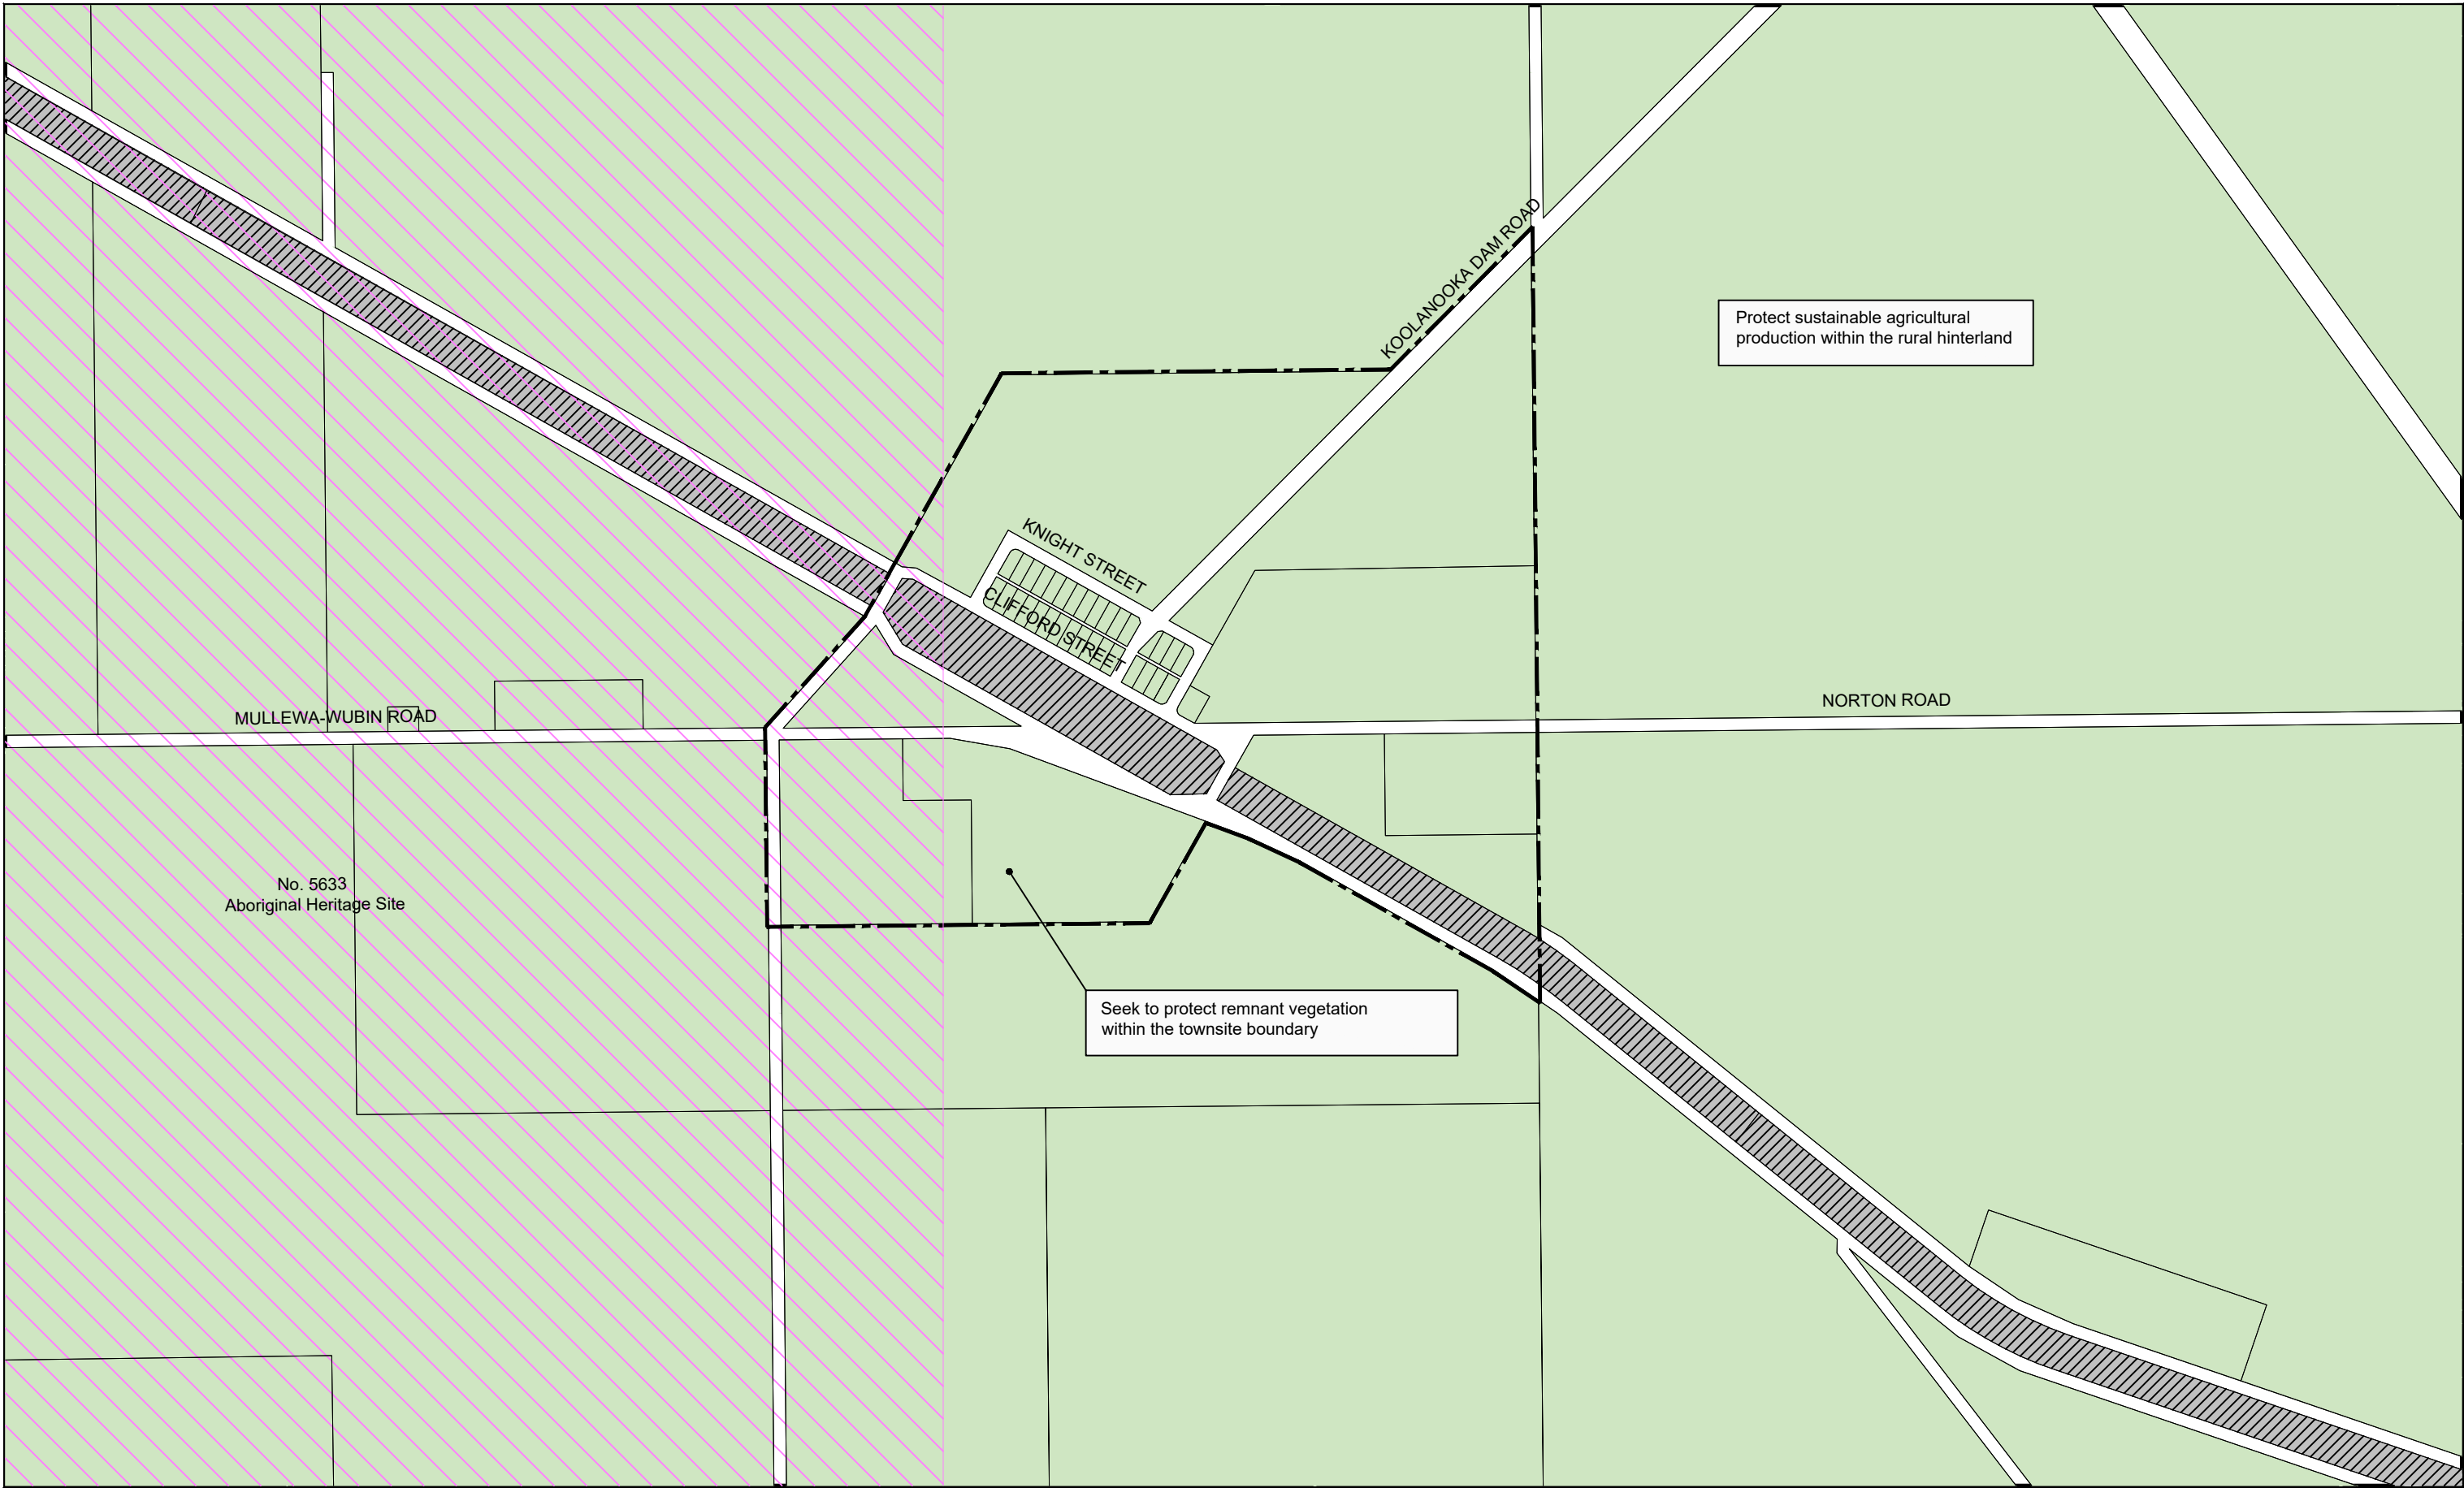 KOOLANOOKA DAM ROAD
Protect sustainable agricultural
production within the rural hinterland
KNIGHT STREET
CLIFFORD STREET
MULLEWA-WUBIN ROAD
NORTON ROAD
No. 5633
Aboriginal Heritage Site
Seek to protect remnant vegetation
within the townsite boundary